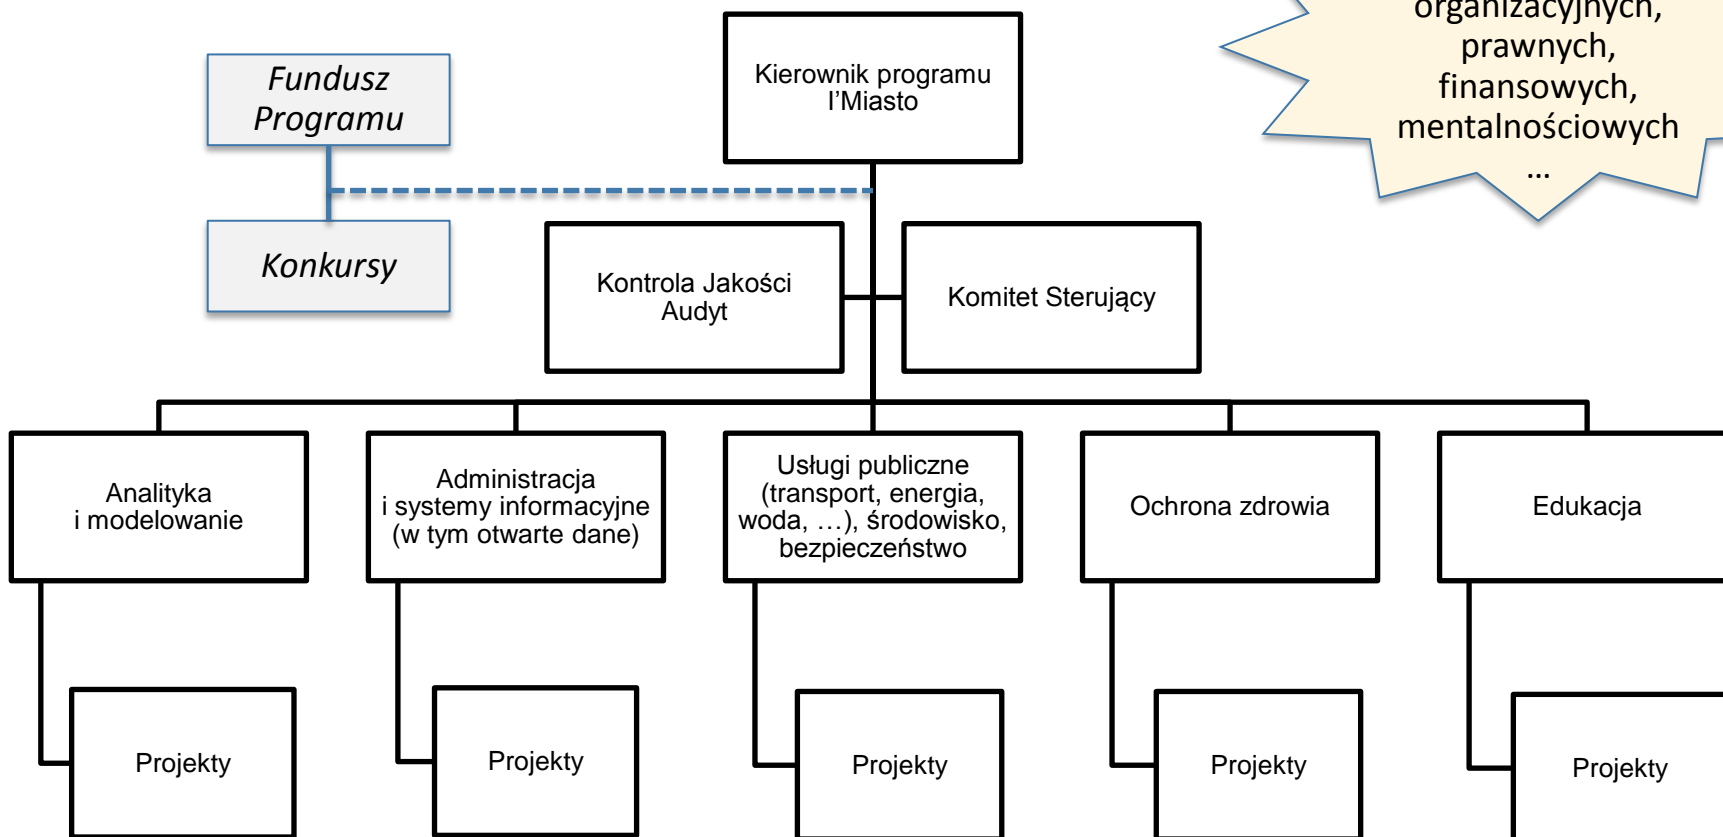 organizacyjnych,
prawnych,
finansowych,
mentalnościowych
...
Fundusz
Programu
Kierownik programu
I'Miasto
Konkursy
Kontrola Jakości
Audyt
Komitet Sterujący
Analityka
i modelowanie
Administracja
i systemy informacyjne
(w tym otwarte dane)
Usługi publiczne
(transport, energia,
woda, …), środowisko,
bezpieczeństwo
Ochrona zdrowia
Edukacja
Projekty
Projekty
Projekty
Projekty
Projekty